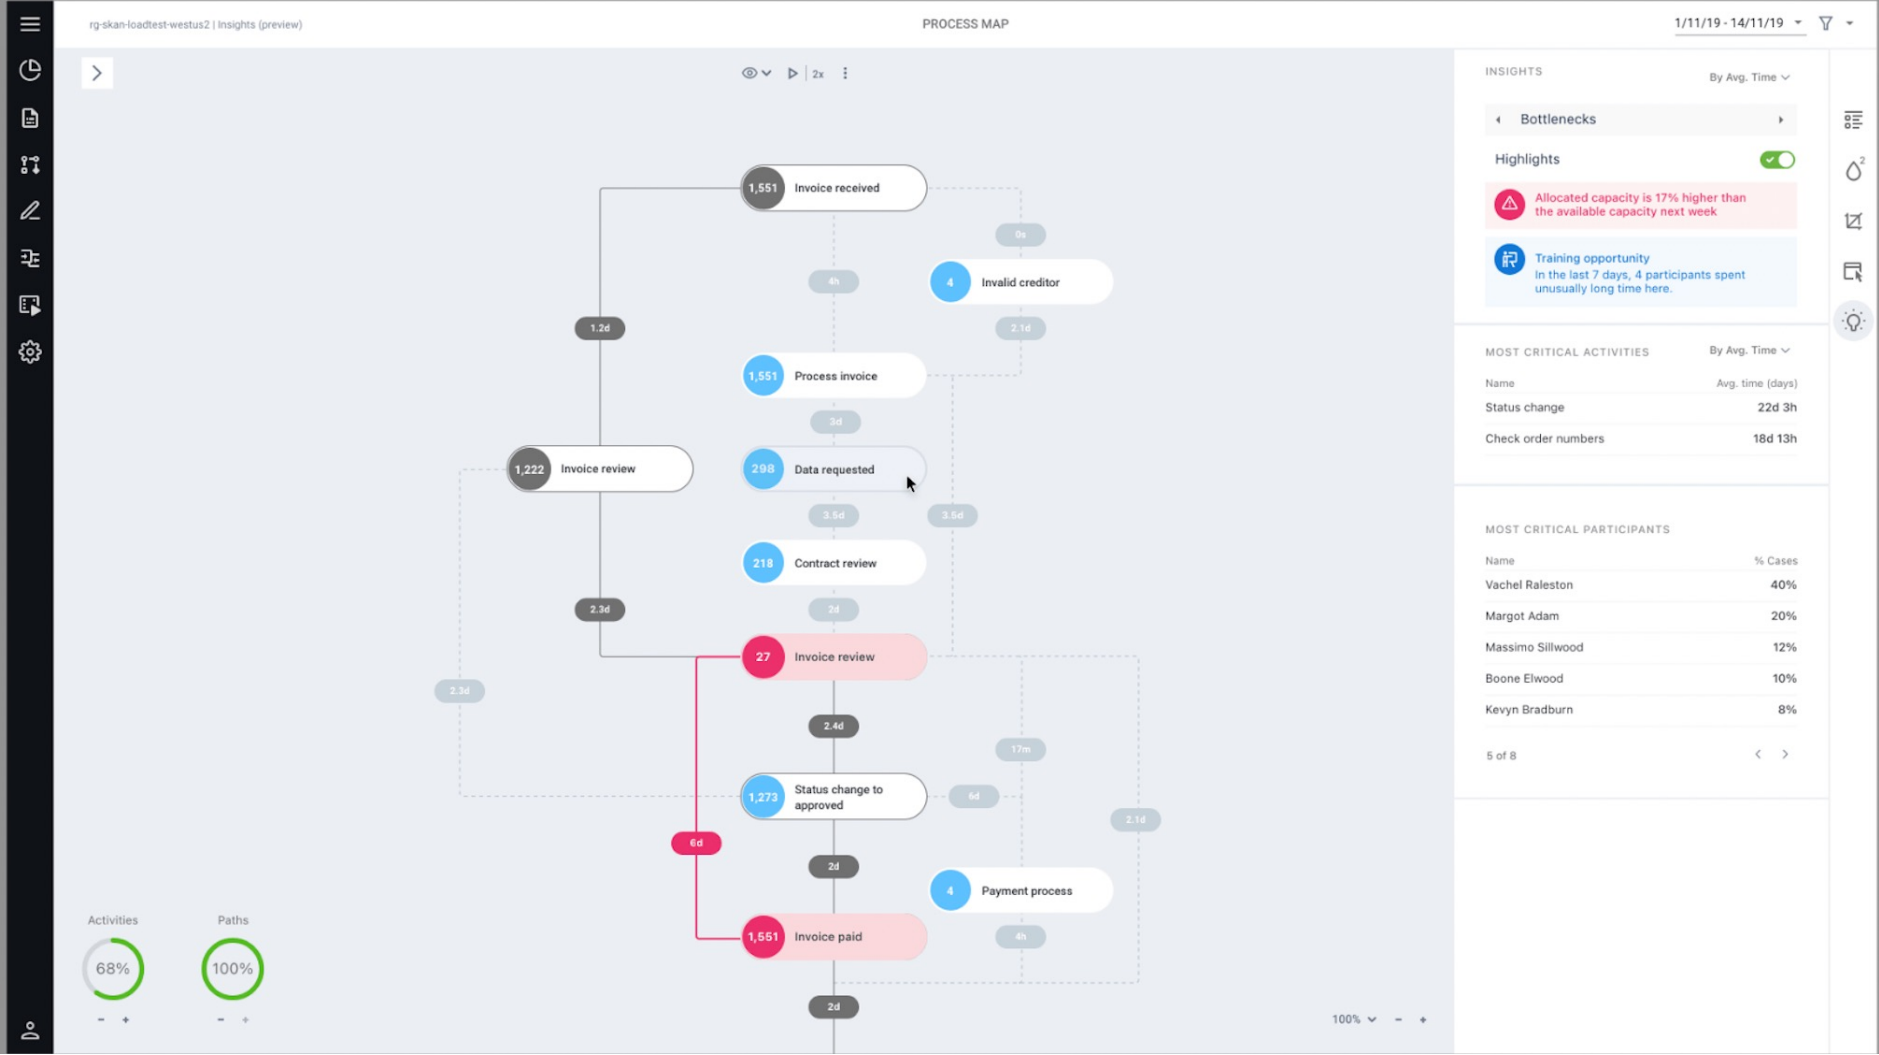 rg-skan-loadtest-westus2 | Insights (preview)
PROCESS MAP
1/11/19 - 14/11/19
2x
1,551 Invoice received
0s
4h
4 Invalid creditor
1.2d
2.1d
1,551 Process invoice
3d
1,222 Invoice review
298 Data requested
3.5d
3.5d
218 Contract review
2.3d
2d
27 Invoice review
2.3d
2.4d
17m
1,273 Status change to
approved
6d
2.1d
6d
2d
4 Payment process
1,551 Invoice paid
4h
2d
Activities
68%
- +
Paths
100%
- +
100%
- +
INSIGHTS
By Avg. Time
Bottlenecks
Highlights
Allocated capacity is 17% higher than
the available capacity next week
Training opportunity
In the last 7 days, 4 participants spent
unusually long time here.
MOST CRITICAL ACTIVITIES
By Avg. Time
Name Avg. time (days)
Status change 22d 3h
Check order numbers 18d 13h
MOST CRITICAL PARTICIPANTS
Name % Cases
Vachel Raleston 40%
Margot Adam 20%
Massimo Sillwood 12%
Boone Elwood 10%
Kevyn Bradburn 8%
5 of 8
2